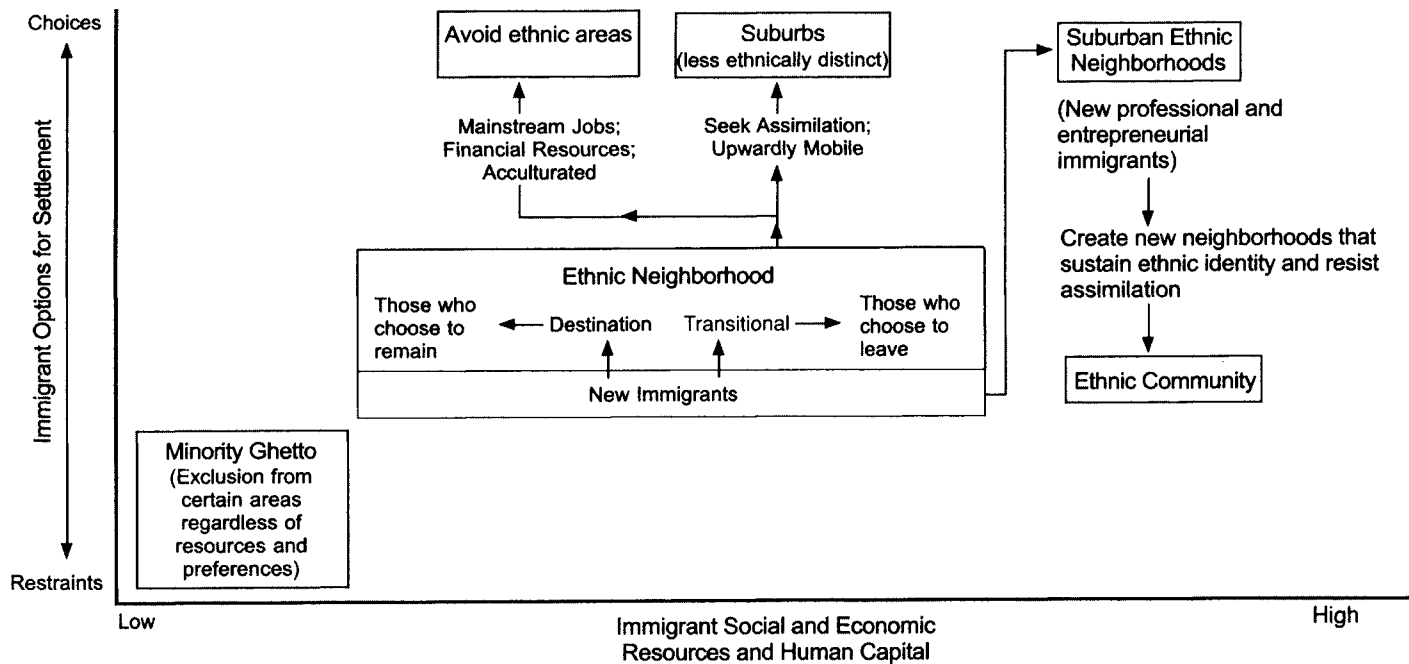 Choices
Immigrant Options for Settlement
Restraints
Avoid ethnic areas
Suburbs
(less ethnically distinct)
Suburban Ethnic
Neighborhoods
Mainstream Jobs;
Financial Resources;
Acculturated
Seek Assimilation;
Upwardly Mobile
(New professional and
entrepreneurial
immigrants)
Create new neighborhoods that
sustain ethnic identity and resist
assimilation
Ethnic Community
Ethnic Neighborhood
Those who
choose to
remain
Destination
Transitional
Those who
choose to
leave
New Immigrants
Minority Ghetto
(Exclusion from
certain areas
regardless of
resources and
preferences)
Low
High
Immigrant Social and Economic
Resources and Human Capital